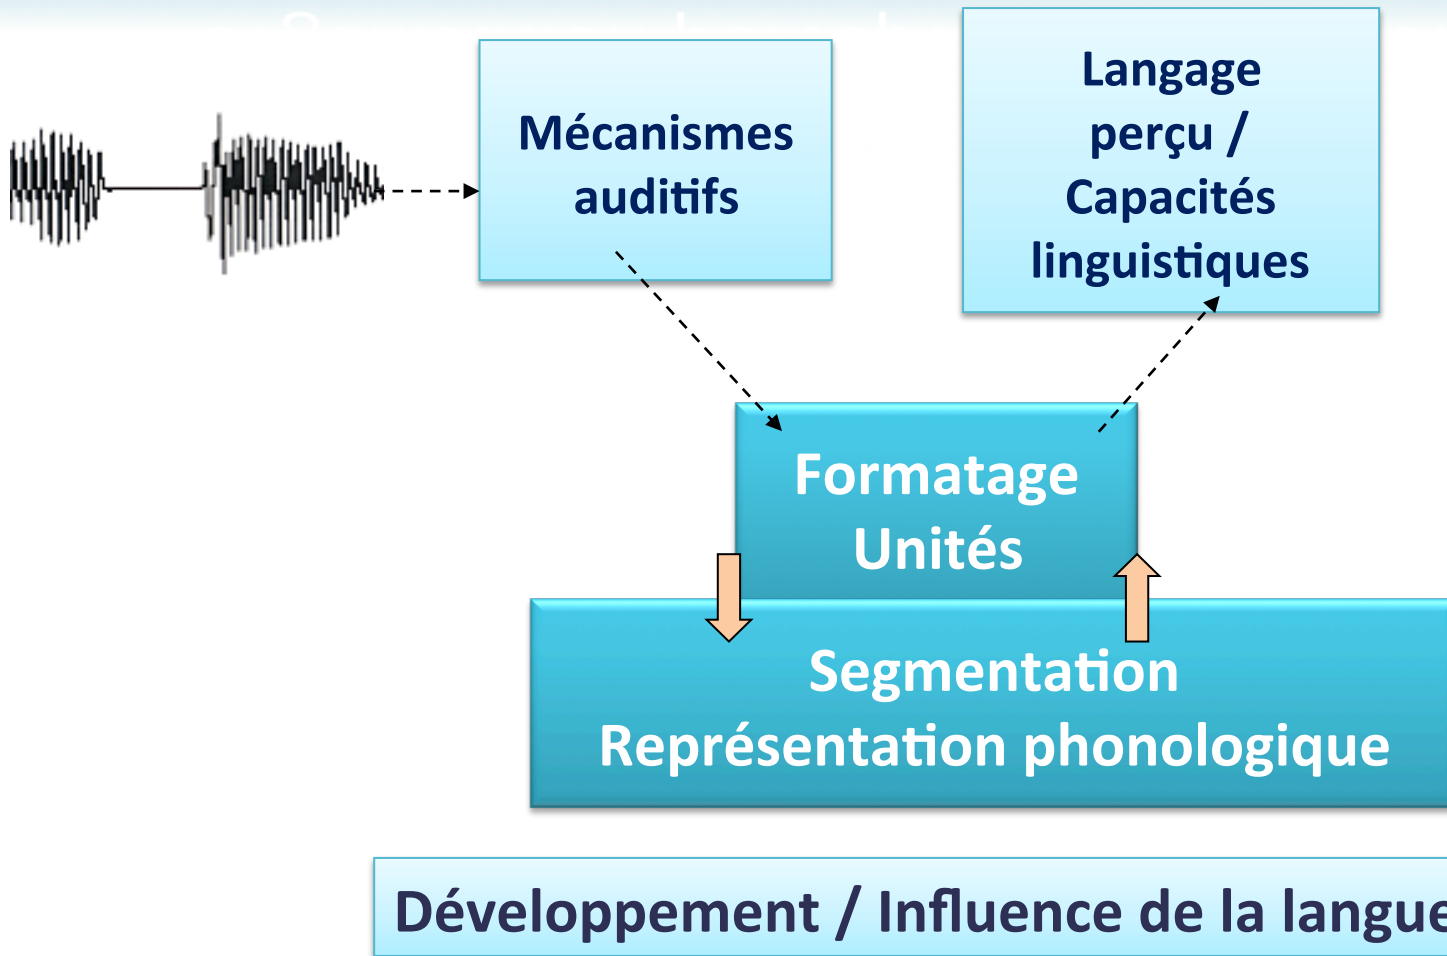 Mécanismes
auditifs
Langage
perçu /
Capacités
linguistiques
Formatage
Unités
Segmentation
Représentation phonologique
Développement / Influence de la langue